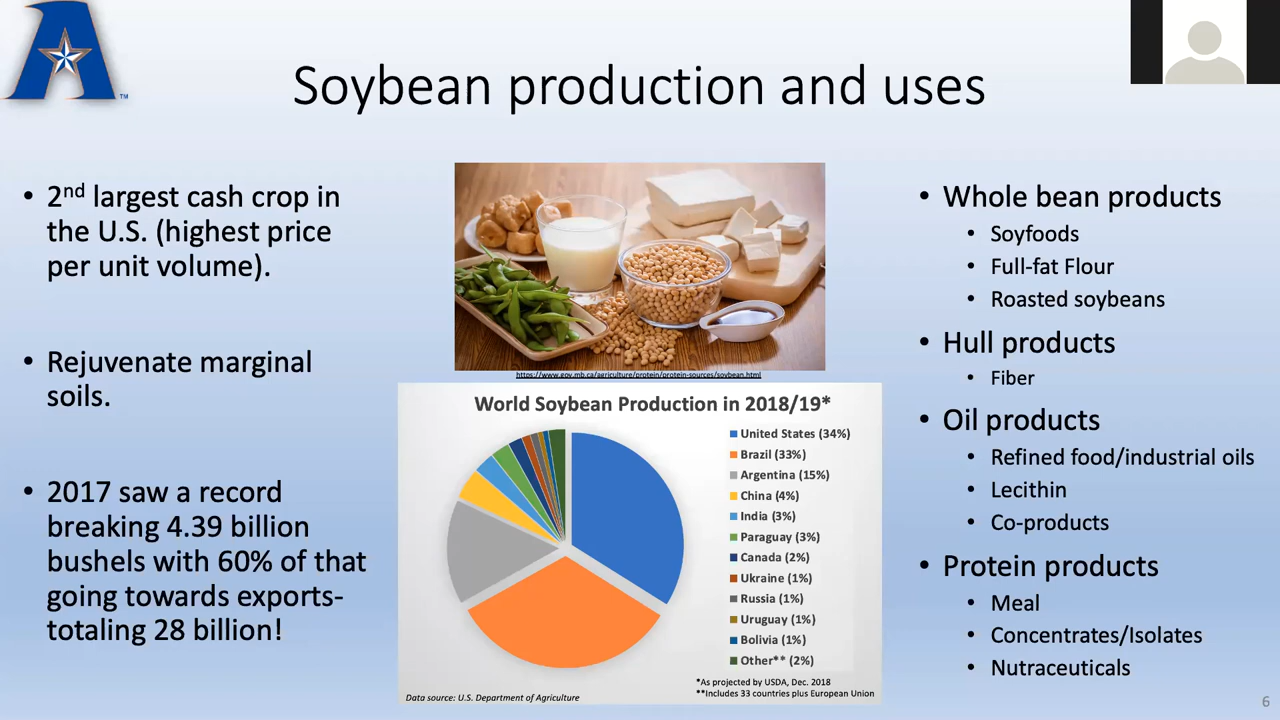 A
™
Soybean production and uses
• 2nd largest cash crop in
the U.S. (highest price
per unit volume).
• Rejuvenate marginal
soils.
• 2017 saw a record
breaking 4.39 billion
bushels with 60% of that
going towards exports-
totaling 28 billion!
https://www.gov.mb.ca/agriculture/protein/protein-sources/soybean.html
World Soybean Production in 2018/19*
United States (34%)
Brazil (33%)
Argentina (15%)
China (4%)
India (3%)
Paraguay (3%)
Canada (2%)
Ukraine (1%)
Russia (1%)
Uruguay (1%)
Bolivia (1%)
Other** (2%)
*As projected by USDA, Dec. 2018
**Includes 33 countries plus European Union
Data source: U.S. Department of Agriculture
• Whole bean products
• Soyfoods
• Full-fat Flour
• Roasted soybeans
• Hull products
• Fiber
• Oil products
• Refined food/industrial oils
• Lecithin
• Co-products
• Protein products
• Meal
• Concentrates/Isolates
• Nutraceuticals
6